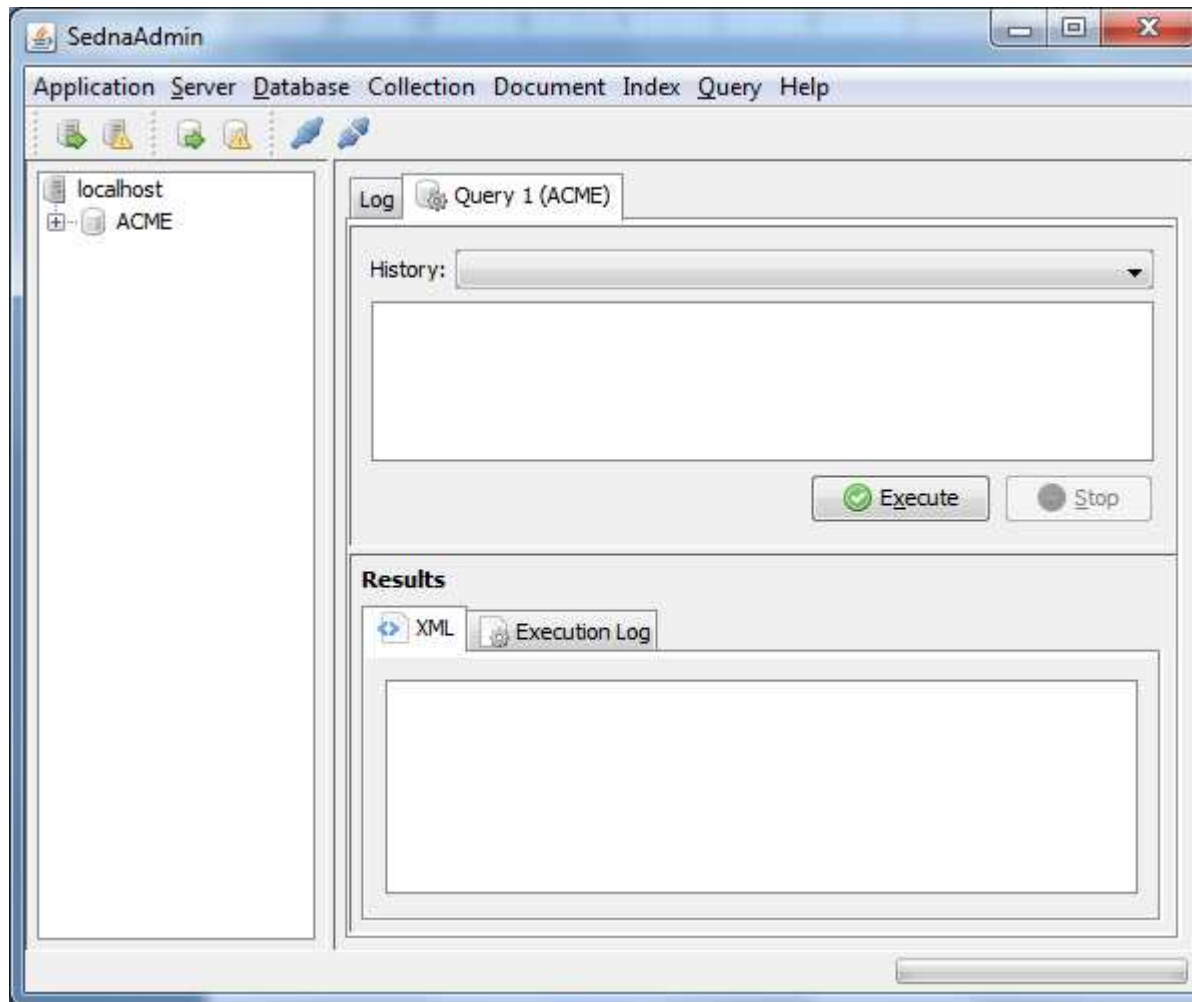 SednaAdmin
Application Server Database Collection Document Index Query Help
localhost
ACME
Log Query 1 (ACME)
History:
Execute Stop
Results
XML Execution Log